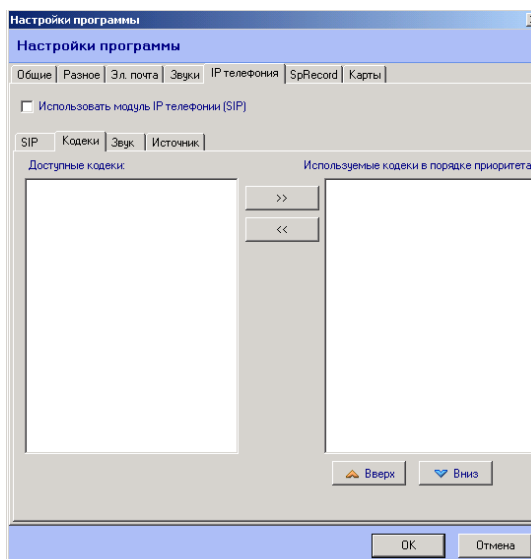 Настройки программы
Настройки программы
Общие Разное Эл. почта Звуки IP телефония SpRecord Карты
Использовать модуль IP телефонии (SIP)
SIP Кодеки Звук Источник
Доступные кодеки: Используемые кодеки в порядке приоритета
>>
<<
Вверх Вниз
OK Отмена